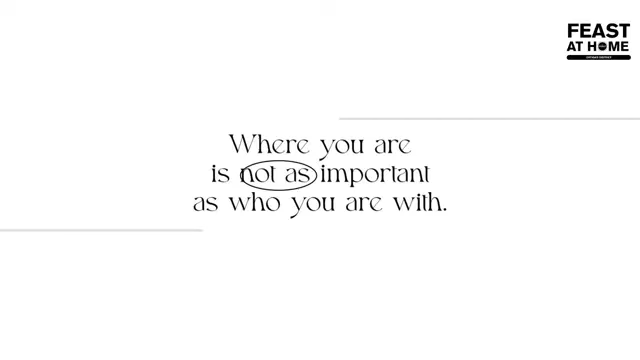 FEAST
AT HOME
Where you are
is not as important
as who you are with.